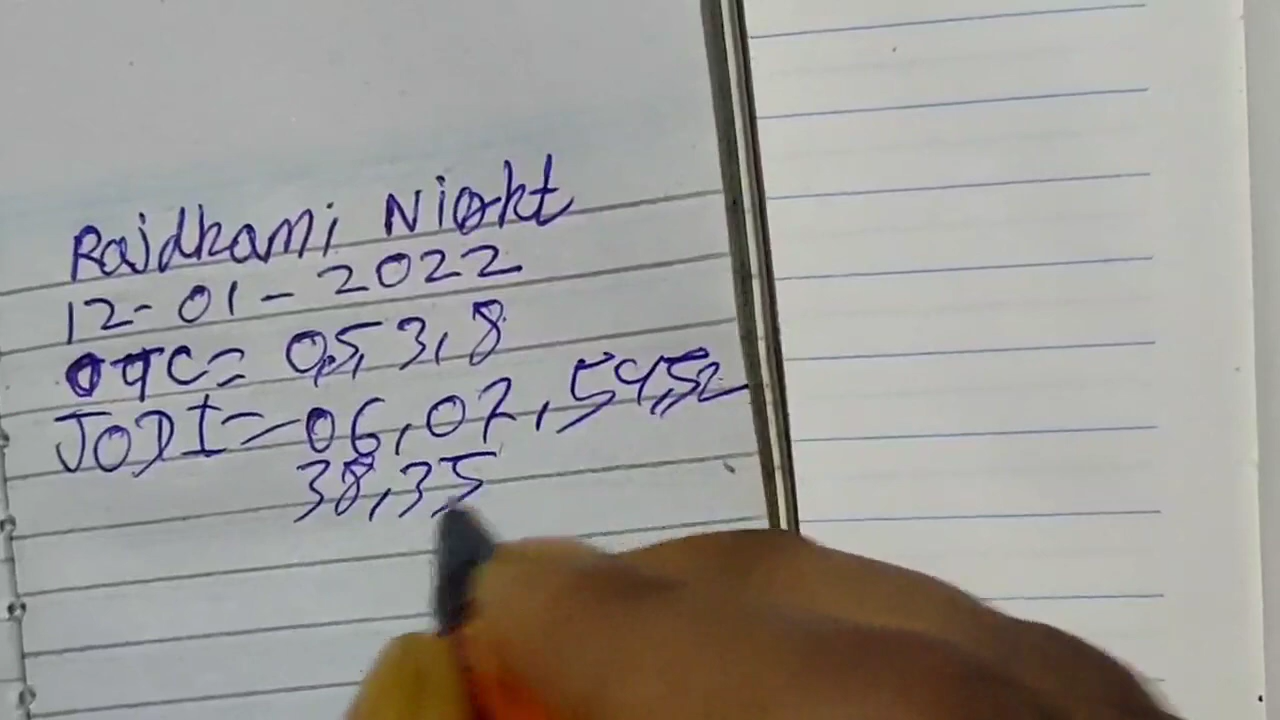 Rajdhani Night
12-01-2022
OTC= 0,5,3,8
JODI=06,07,54,52
38,35